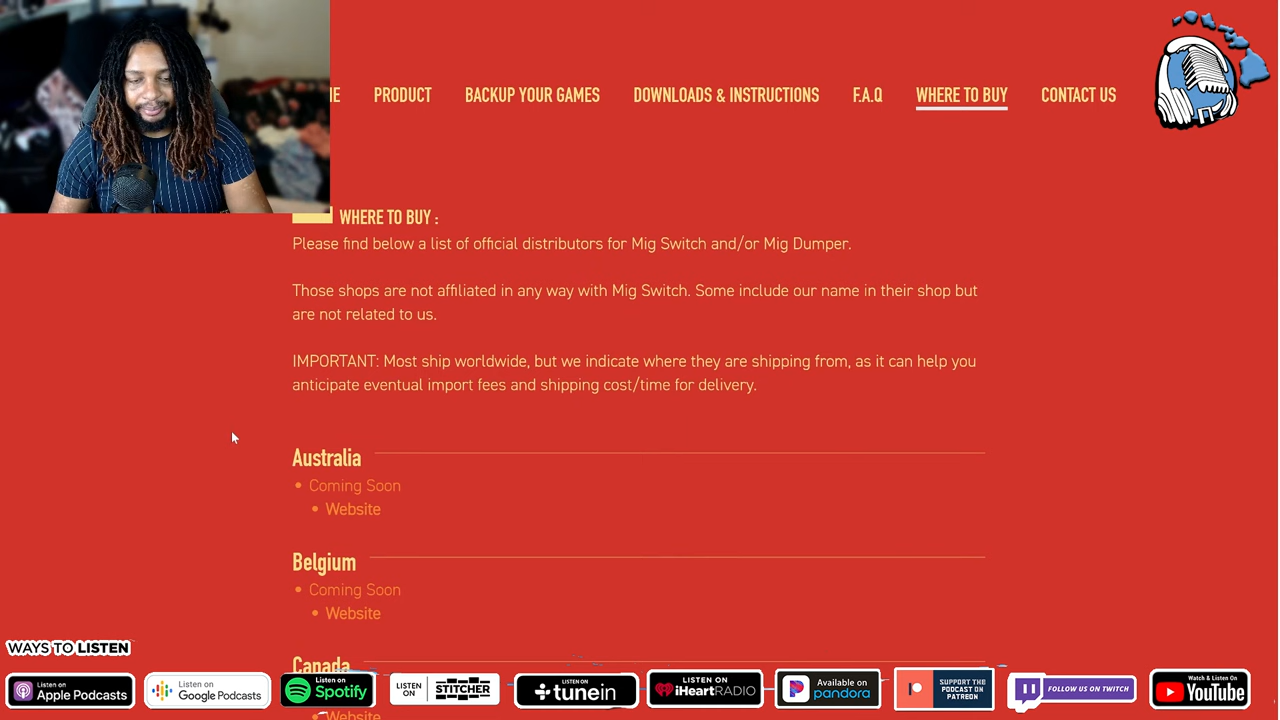 PRODUCT
BACKUP YOUR GAMES
DOWNLOADS & INSTRUCTIONS
F.A.Q
WHERE TO BUY
CONTACT US
WHERE TO BUY :
Please find below a list of official distributors for Mig Switch and/or Mig Dumper.
Those shops are not affiliated in any way with Mig Switch. Some include our name in their shop but
are not related to us.
IMPORTANT: Most ship worldwide, but we indicate where they are shipping from, as it can help you
anticipate eventual import fees and shipping cost/time for delivery.
Australia
Coming Soon
Website
Belgium
Coming Soon
Website
Canada
Website
WAYS TO LISTEN
Listen on
Apple Podcasts
Listen on
Google Podcasts
Listen on
Spotify
LISTEN
ON
STITCHER
LISTEN ON
tunein
LISTEN ON
iHeartRADIO
Available on
pandora
SUPPORT THE
PODCAST ON
PATREON
FOLLOW US ON TWITCH
Watch & Listen On
YouTube